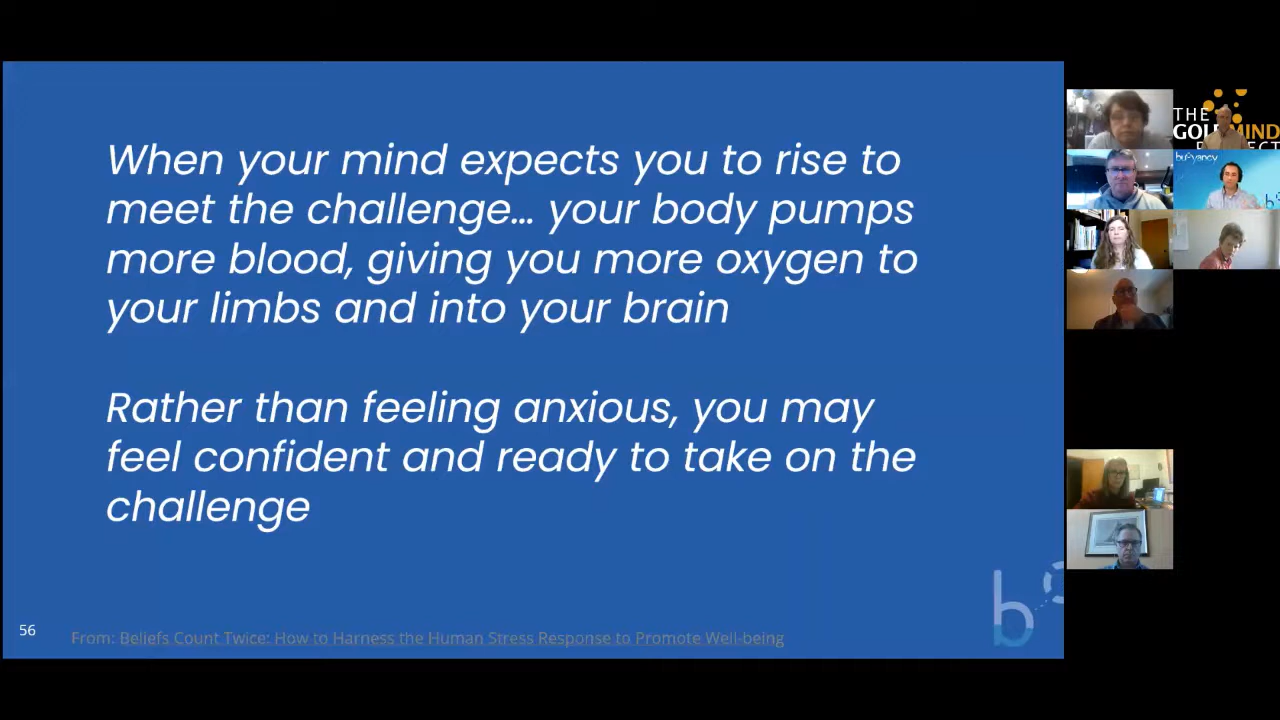 When your mind expects you to rise to
meet the challenge... your body pumps
more blood, giving you more oxygen to
your limbs and into your brain
Rather than feeling anxious, you may
feel confident and ready to take on the
challenge
56
From: Beliefs Count Twice: How to Harness the Human Stress Response to Promote Well-being
b
THE
MIND